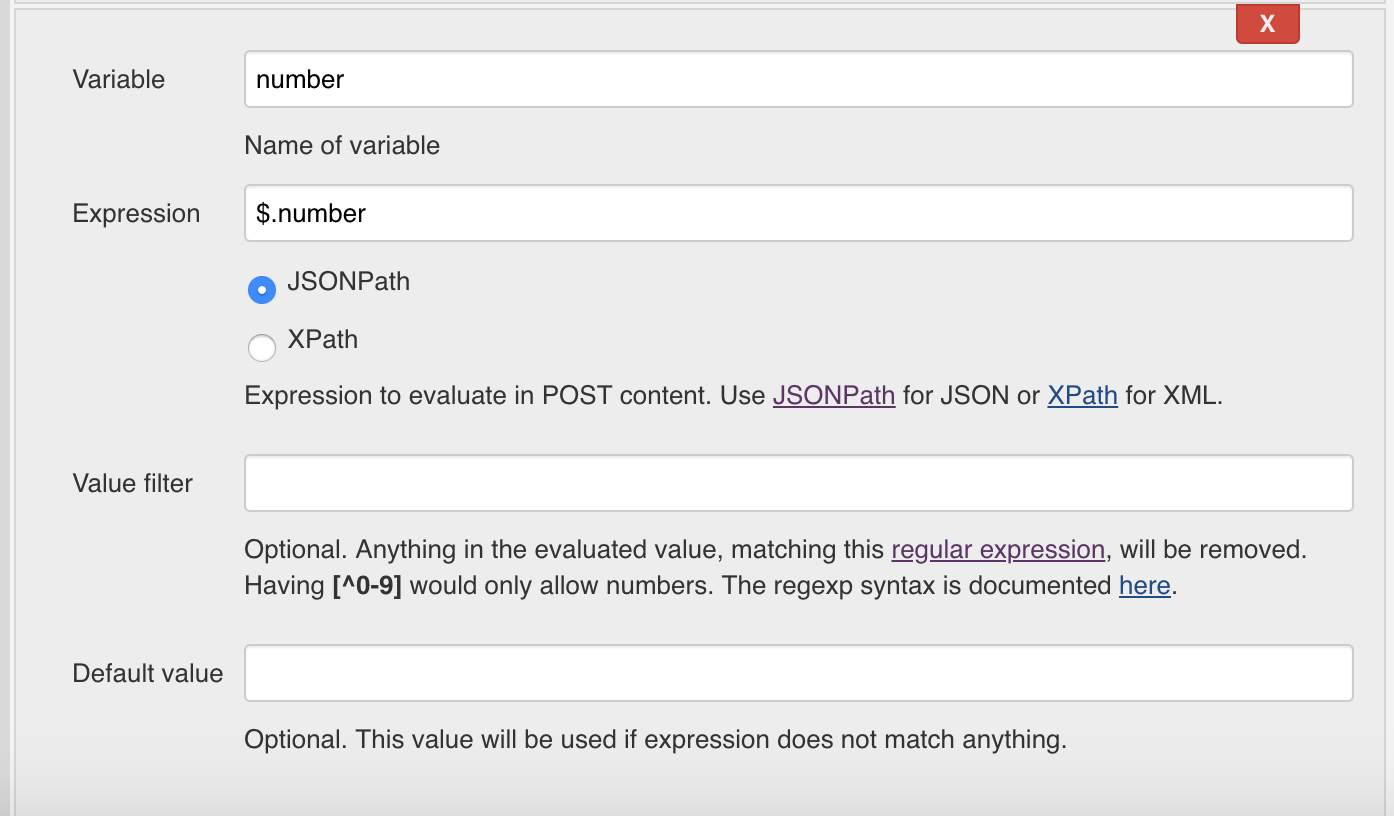 X
Variable number
Name of variable
Expression $.number
JSONPath
XPath
Expression to evaluate in POST content. Use JSONPath for JSON or XPath for XML.
Value filter
Optional. Anything in the evaluated value, matching this regular expression, will be removed.
Having [^0-9] would only allow numbers. The regexp syntax is documented here.
Default value
Optional. This value will be used if expression does not match anything.